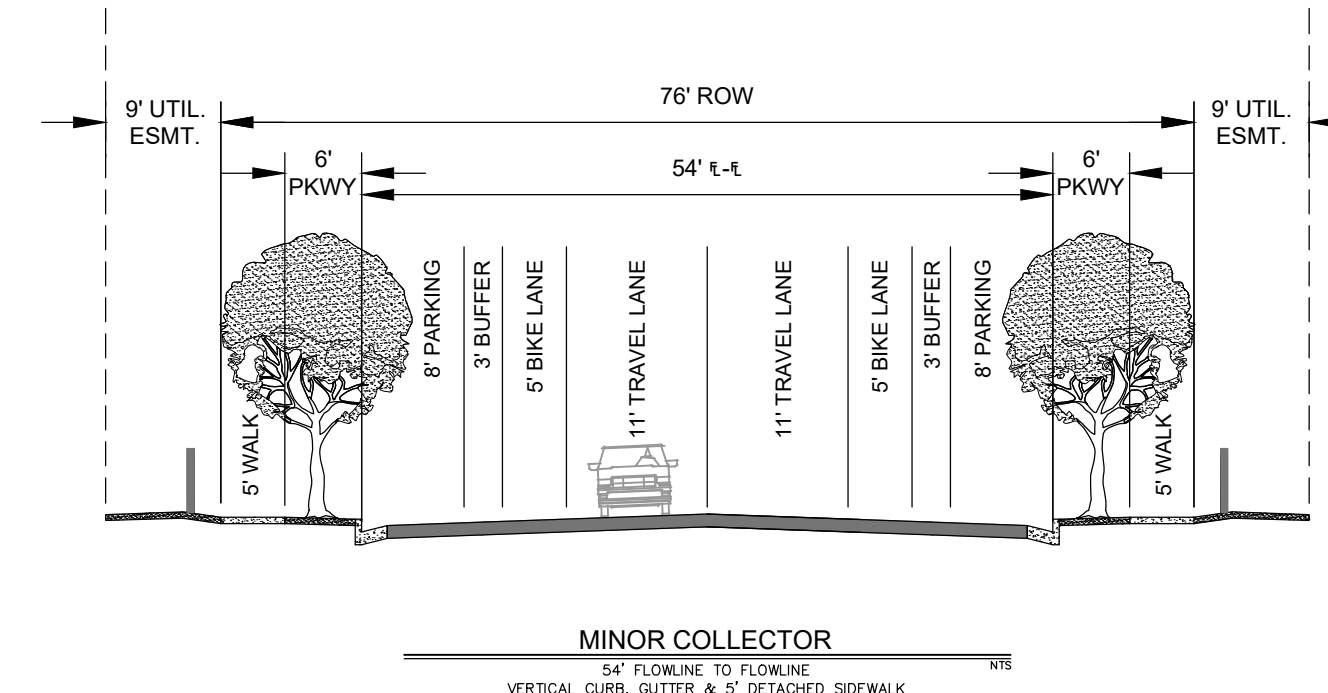 76' ROW
9' UTIL.
ESMT.
9' UTIL.
ESMT.
6'
PKWY
54' ℄-℄
6'
PKWY
5' WALK
8' PARKING
3' BUFFER
5' BIKE LANE
11' TRAVEL LANE
11' TRAVEL LANE
5' BIKE LANE
3' BUFFER
8' PARKING
5' WALK
MINOR COLLECTOR
NTS
54' FLOWLINE TO FLOWLINE
VERTICAL CURB, GUTTER & 5' DETACHED SIDEWALK